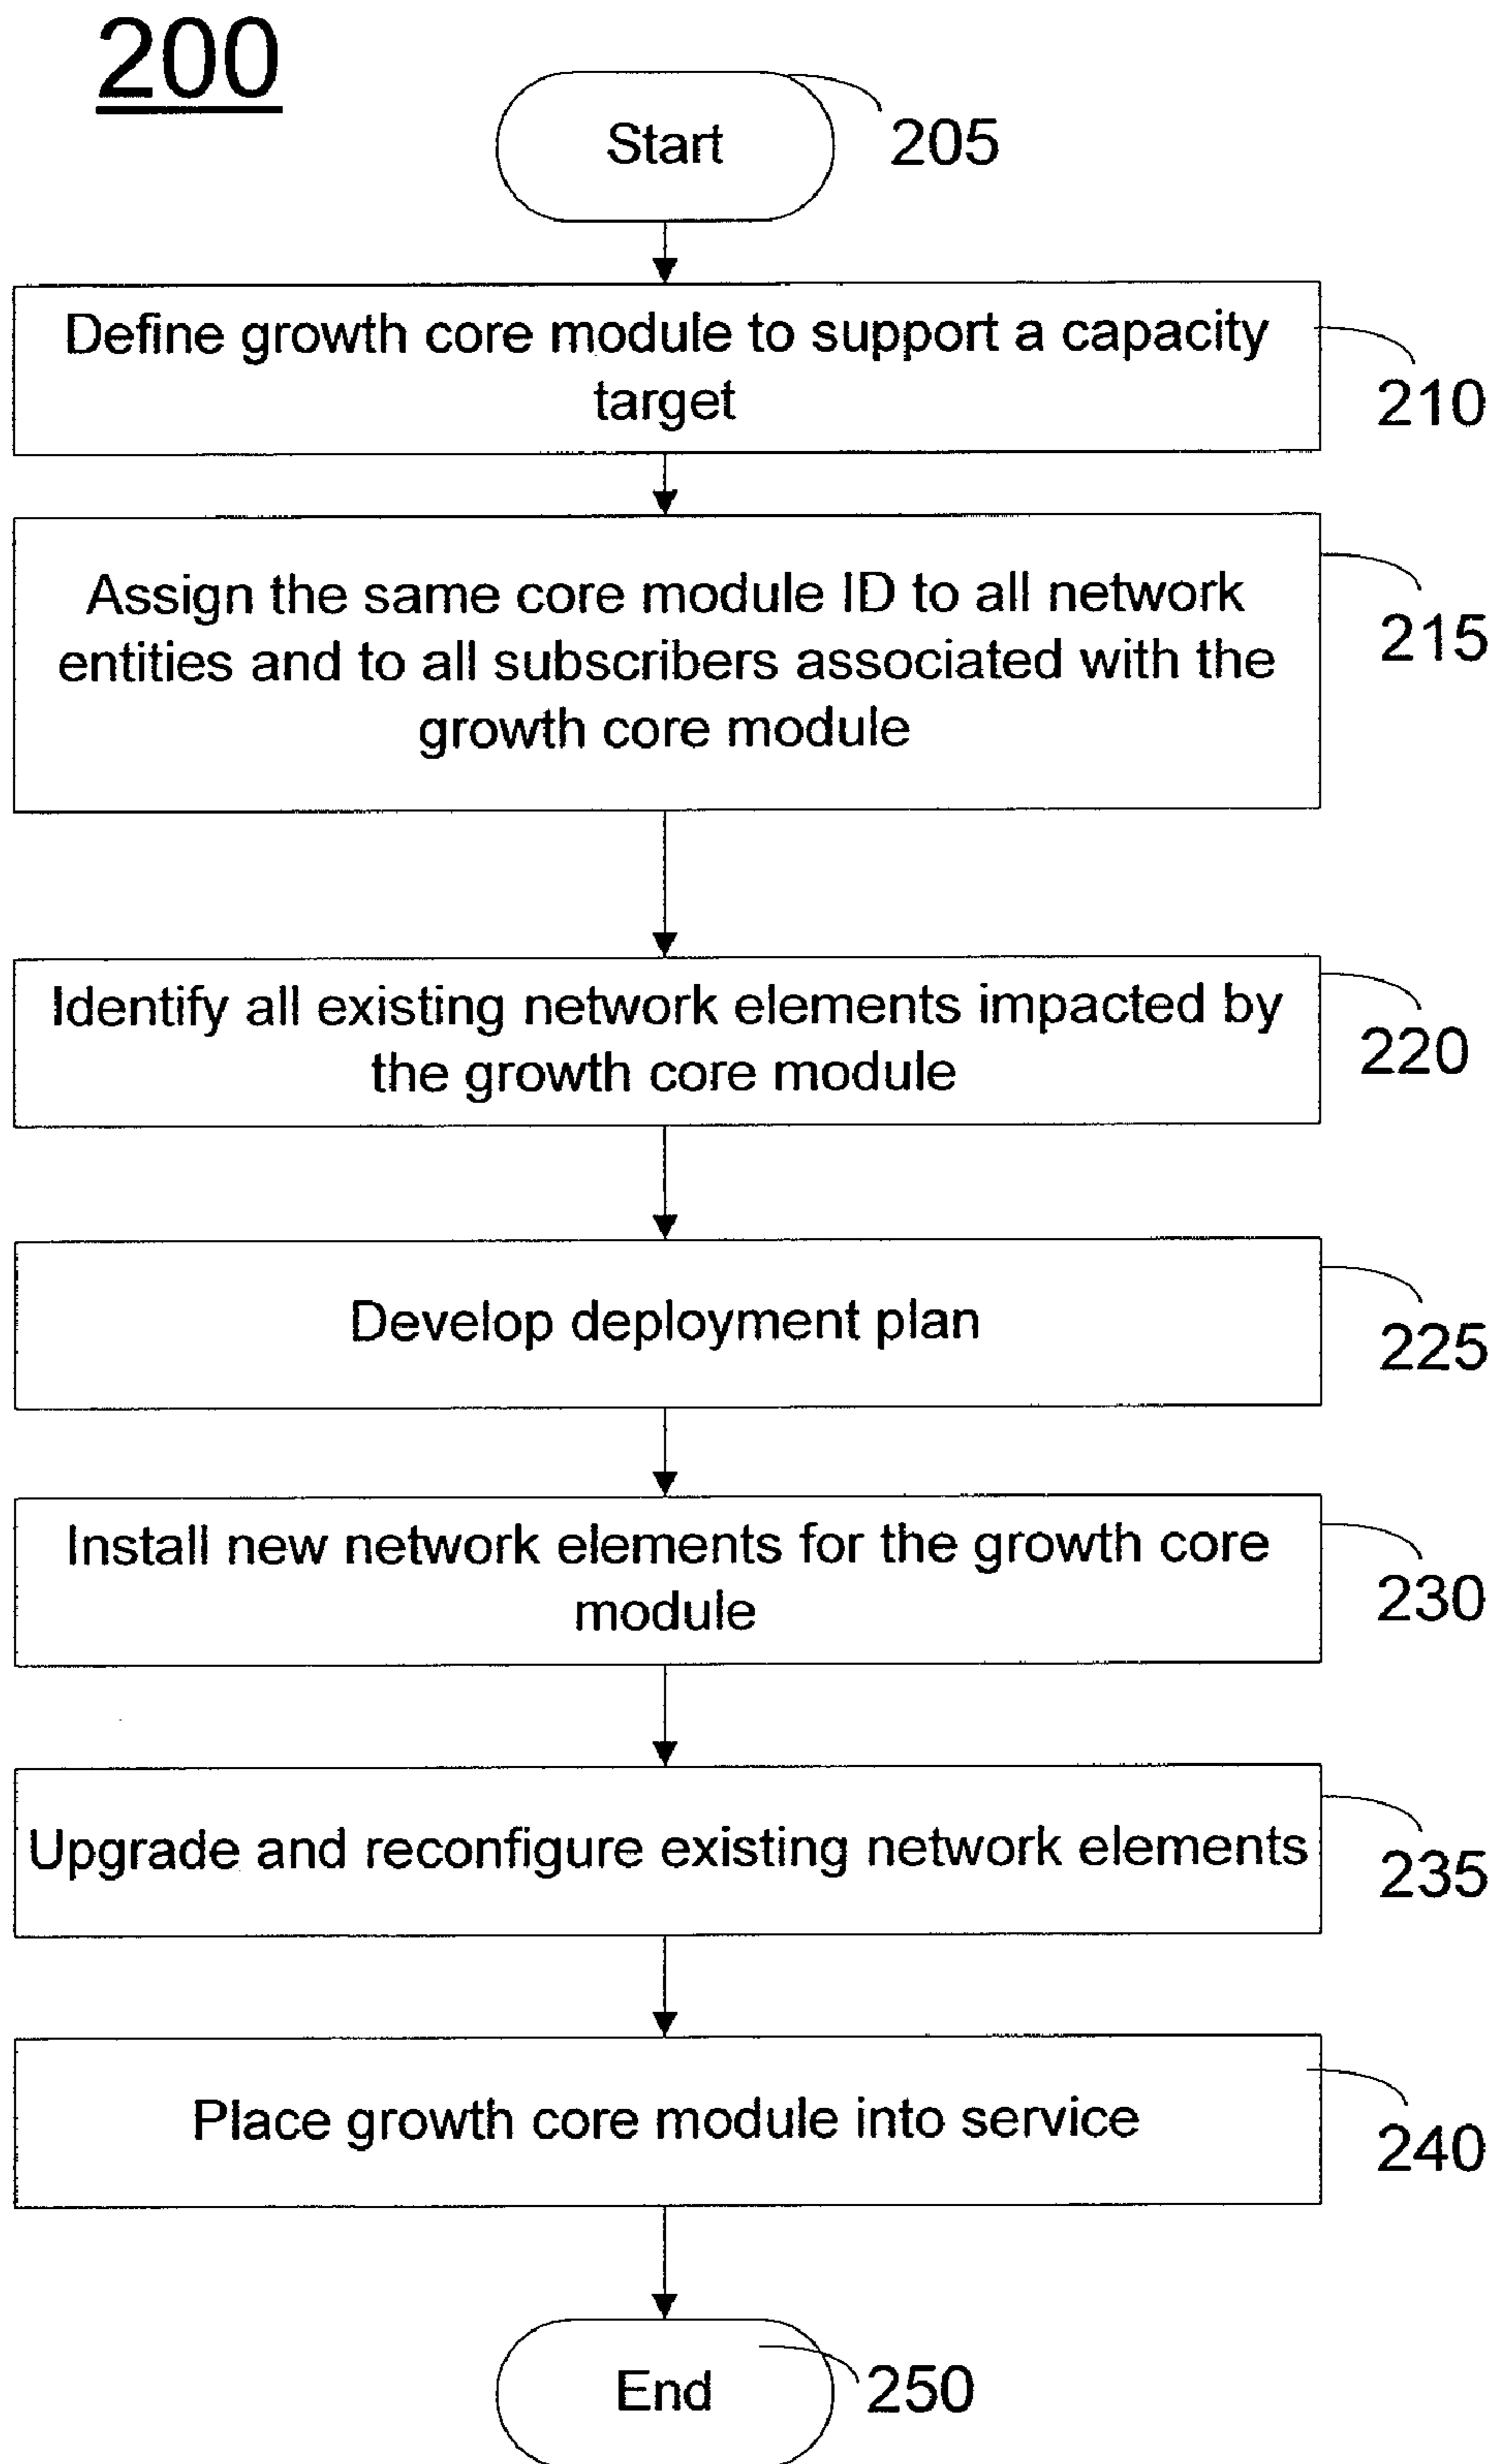 200
Start
205
Define growth core module to support a capacity
target
210
Assign the same core module ID to all network
entities and to all subscribers associated with the
growth core module
215
Identify all existing network elements impacted by
the growth core module
220
Develop deployment plan
225
Install new network elements for the growth core
module
230
Upgrade and reconfigure existing network elements
235
Place growth core module into service
240
End
250